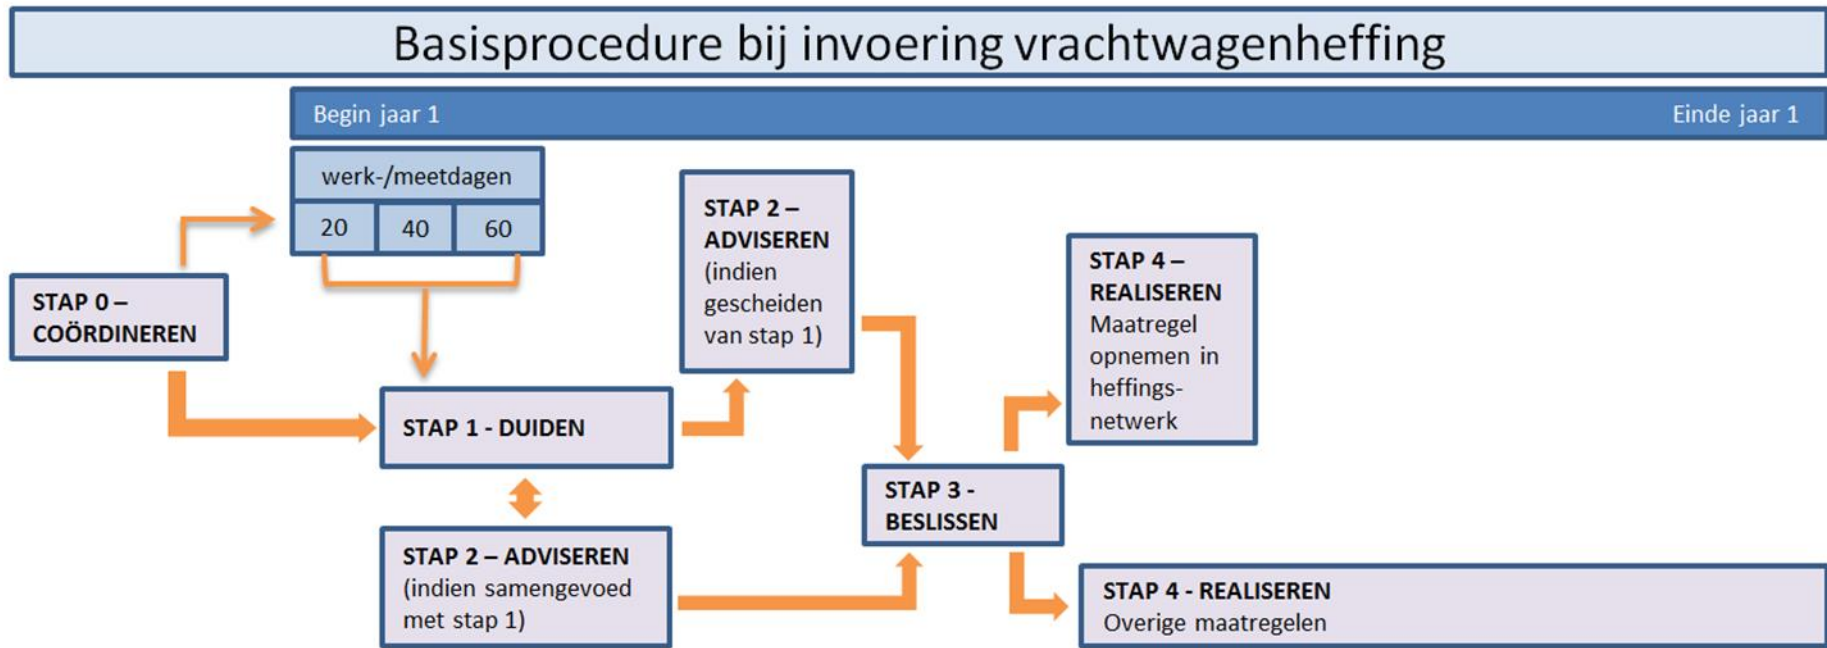 Basisprocedure bij invoering vrachtwagenheffing
Begin jaar 1
Einde jaar 1
werk-/meetdagen
20
40
60
STAP 0 –
COÖRDINEREN
STAP 1 - DUIDEN
STAP 2 –
ADVISEREN
(indien
gescheiden
van stap 1)
STAP 2 – ADVISEREN
(indien samengevoed
met stap 1)
STAP 3 -
BESLISSEN
STAP 4 –
REALISEREN
Maatregel
opnemen in
heffings-
netwerk
STAP 4 - REALISEREN
Overige maatregelen